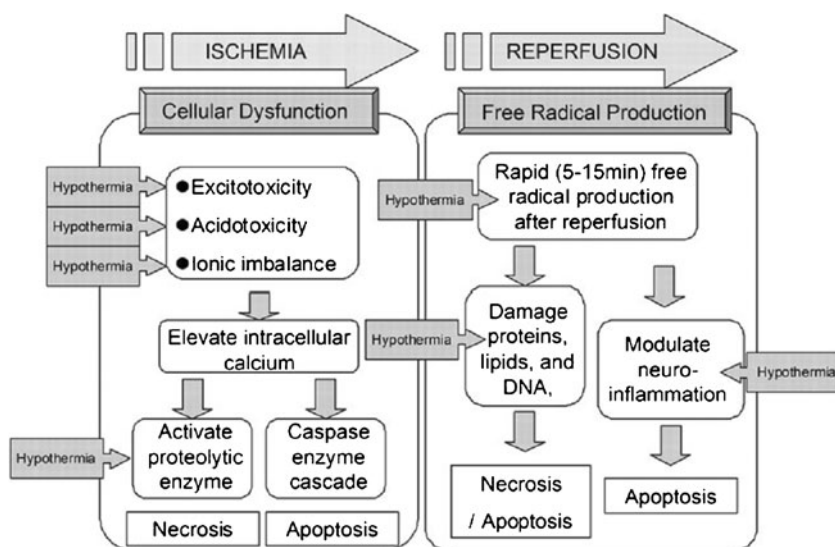 ISCHEMIA
REPERFUSION
Cellular Dysfunction
Hypothermia
Hypothermia
Hypothermia
●Excitotoxicity
●Acidotoxicity
●Ionic imbalance
Elevate intracellular
calcium
Hypothermia
Activate
proteolytic
enzyme
Caspase
enzyme
cascade
Necrosis
Apoptosis
Free Radical Production
Hypothermia
Rapid (5-15min) free
radical production
after reperfusion
Hypothermia
Damage
proteins,
lipids, and
DNA,
Modulate
neuro-
inflammation
Hypothermia
Necrosis
/ Apoptosis
Apoptosis